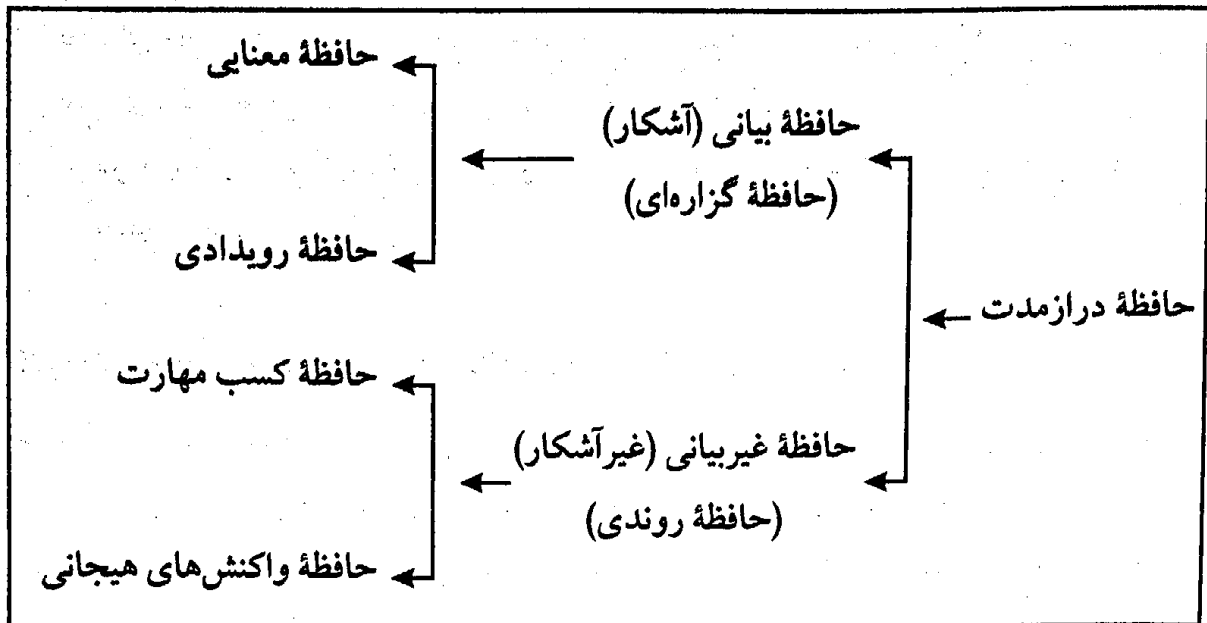 حافظهٔ معنایی
حافظهٔ بیانی (آشکار)
(حافظهٔ گزاره‌ای)
حافظهٔ رویدادی
حافظهٔ درازمدت
حافظهٔ کسب مهارت
حافظهٔ غیربیانی (غیرآشکار)
(حافظهٔ روندی)
حافظهٔ واکنش‌های هیجانی